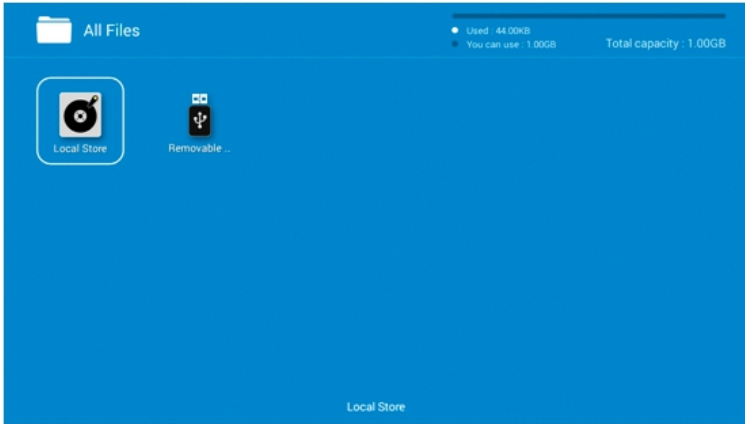 All Files
Used : 44.00KB
You can use : 1.00GB
Total capacity : 1.00GB
Local Store
Removable ...
Local Store